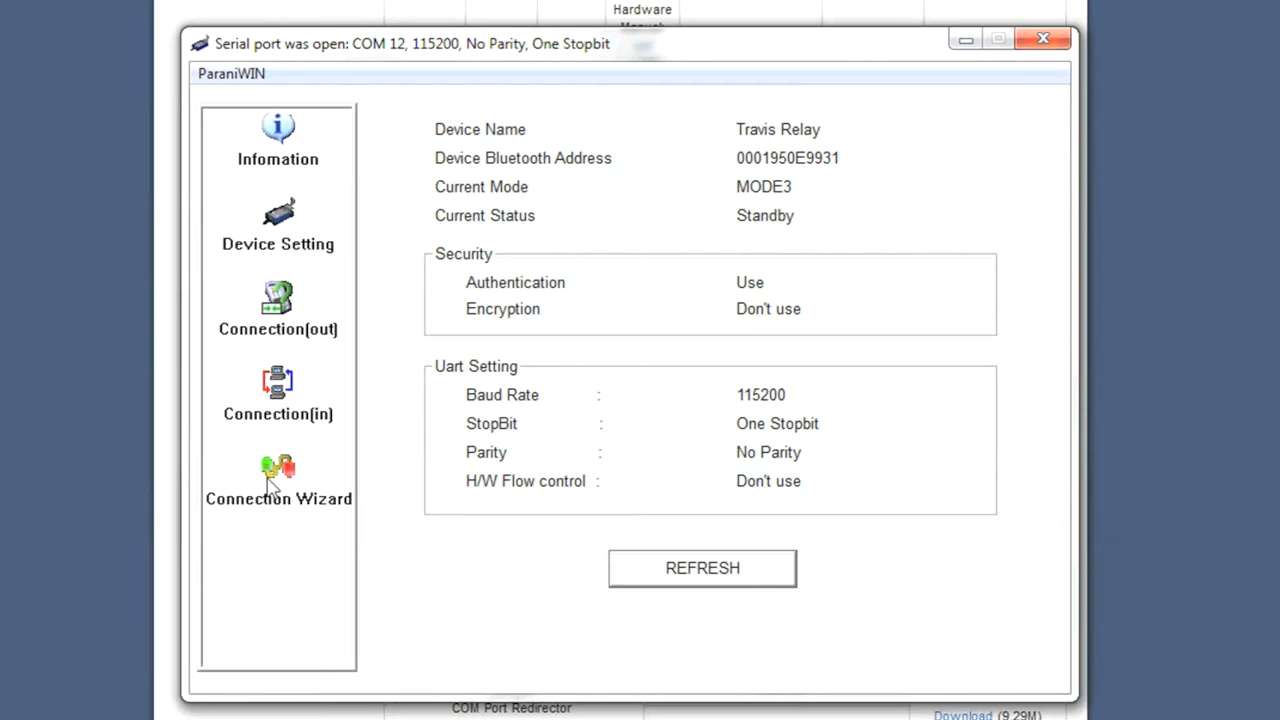 Hardware
Manual
Serial port was open: COM 12, 115200, No Parity, One Stopbit
ParaniWIN
Infomation
Device Setting
Connection(out)
Connection(in)
Connection Wizard
Device Name Travis Relay
Device Bluetooth Address 0001950E9931
Current Mode MODE3
Current Status Standby
Security
Authentication Use
Encryption Don't use
Uart Setting
Baud Rate : 115200
StopBit : One Stopbit
Parity : No Parity
H/W Flow control : Don't use
REFRESH
COM Port Redirector
Download (9.29M)